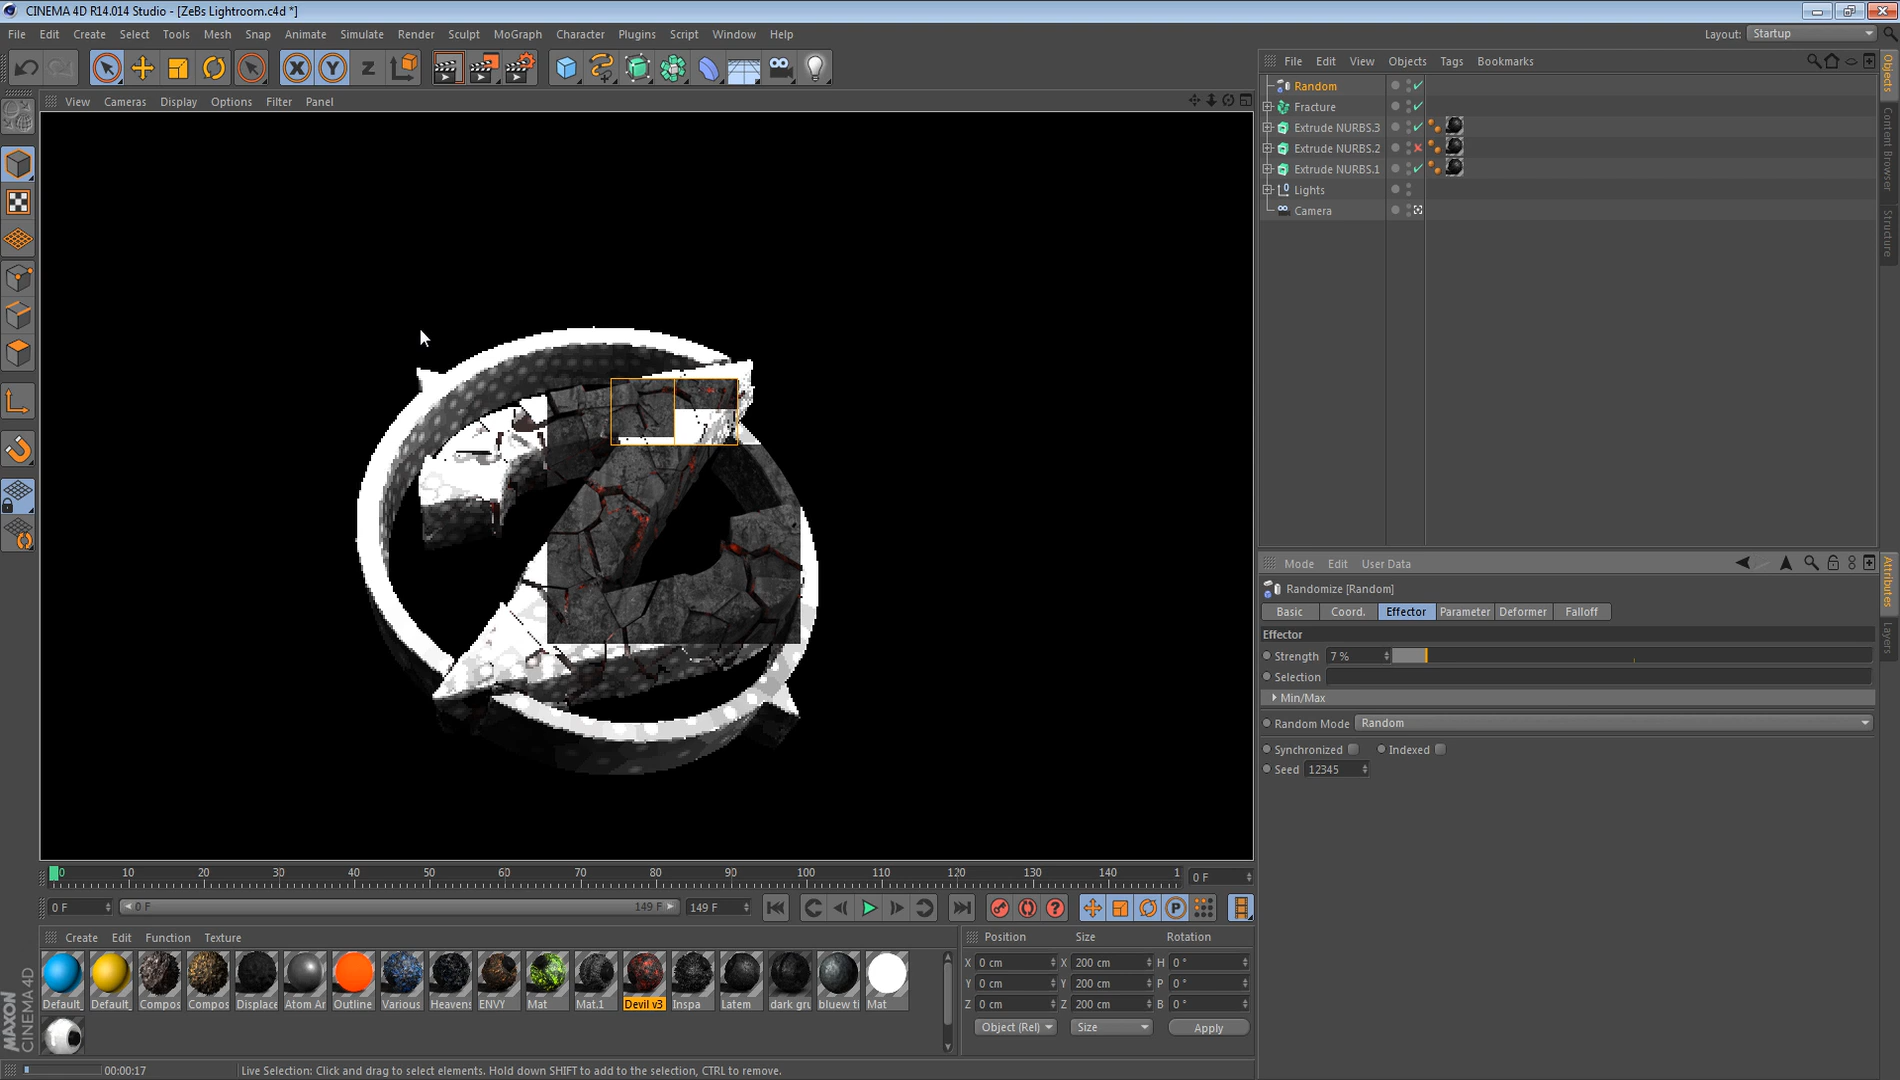 CINEMA 4D R14.014 Studio - [ZeBs Lightroom.c4d *]
File Edit Create Select Tools Mesh Snap Animate Simulate Render Sculpt MoGraph Character Plugins Script Window Help
Layout: Startup
View Cameras Display Options Filter Panel
File Edit View Objects Tags Bookmarks
Random
Fracture
Extrude NURBS.3
Extrude NURBS.2
Extrude NURBS.1
Lights
Camera
Objects
Content Browser
Structure
Mode Edit User Data
Randomize [Random]
Basic Coord. Effector Parameter Deformer Falloff
Effector
Strength 7 %
Selection
Min/Max
Random Mode Random
Synchronized Indexed
Seed 12345
Attributes
Layers
0 10 20 30 40 50 60 70 80 90 100 110 120 130 140 1 0 F
0 F 0 F 149 F 149 F
Create Edit Function Texture
Default Default Compos Compos Displace Atom Ar Outline Various Heavens ENVY Mat Mat.1 Devil v3 Inspa Latem dark gru bluew ti Mat
Position Size Rotation
X 0 cm X 200 cm H 0 °
Y 0 cm Y 200 cm P 0 °
Z 0 cm Z 200 cm B 0 °
Object (Rel) Size Apply
MAXON
CINEMA 4D
00:00:17 Live Selection: Click and drag to select elements. Hold down SHIFT to add to the selection, CTRL to remove.